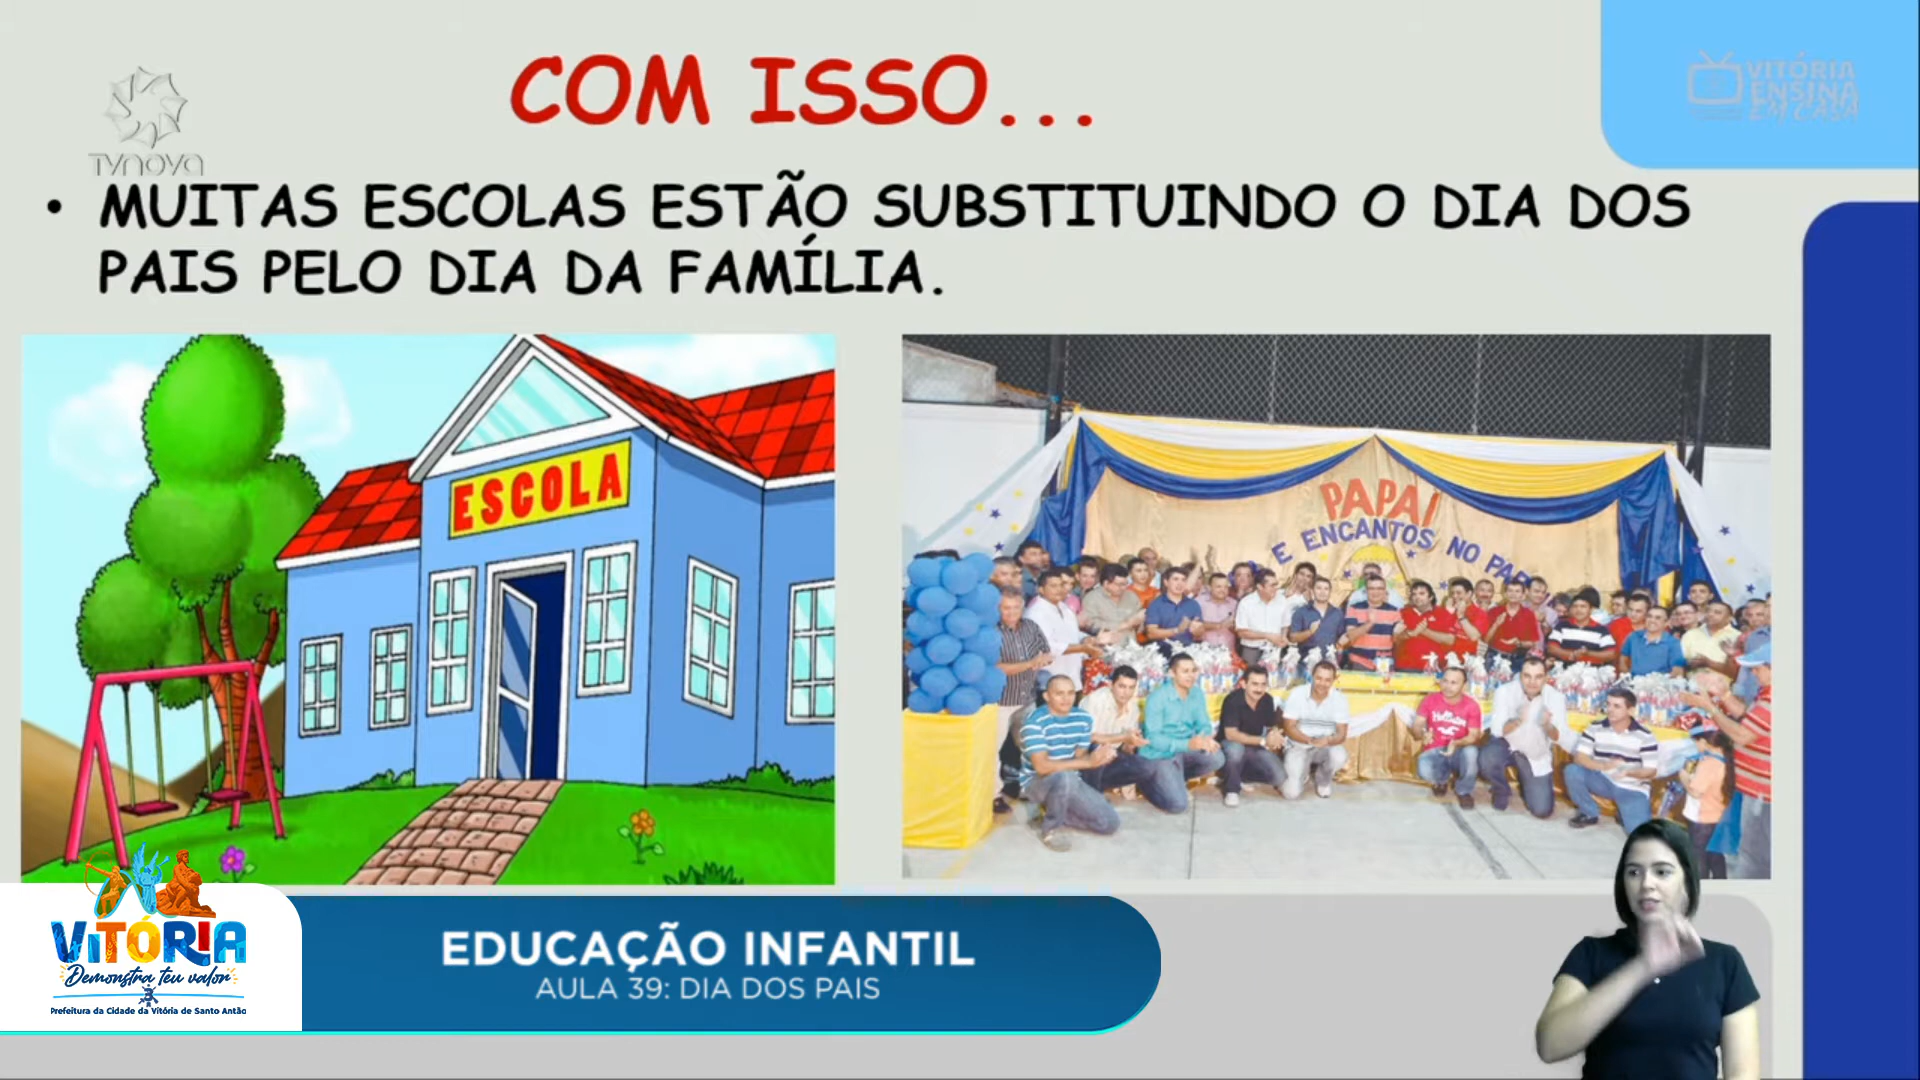 COM ISSO...
TVNOVA
VITÓRIA
ENSINA
EM CASA
• MUITAS ESCOLAS ESTÃO SUBSTITUINDO O DIA DOS
PAIS PELO DIA DA FAMÍLIA.
ESCOLA
PAPAI
E ENCANTOS NO
VITÓRIA
Demonstra teu valor
Prefeitura da Cidade da Vitória de Santo Antão
EDUCAÇÃO INFANTIL
AULA 39: DIA DOS PAIS